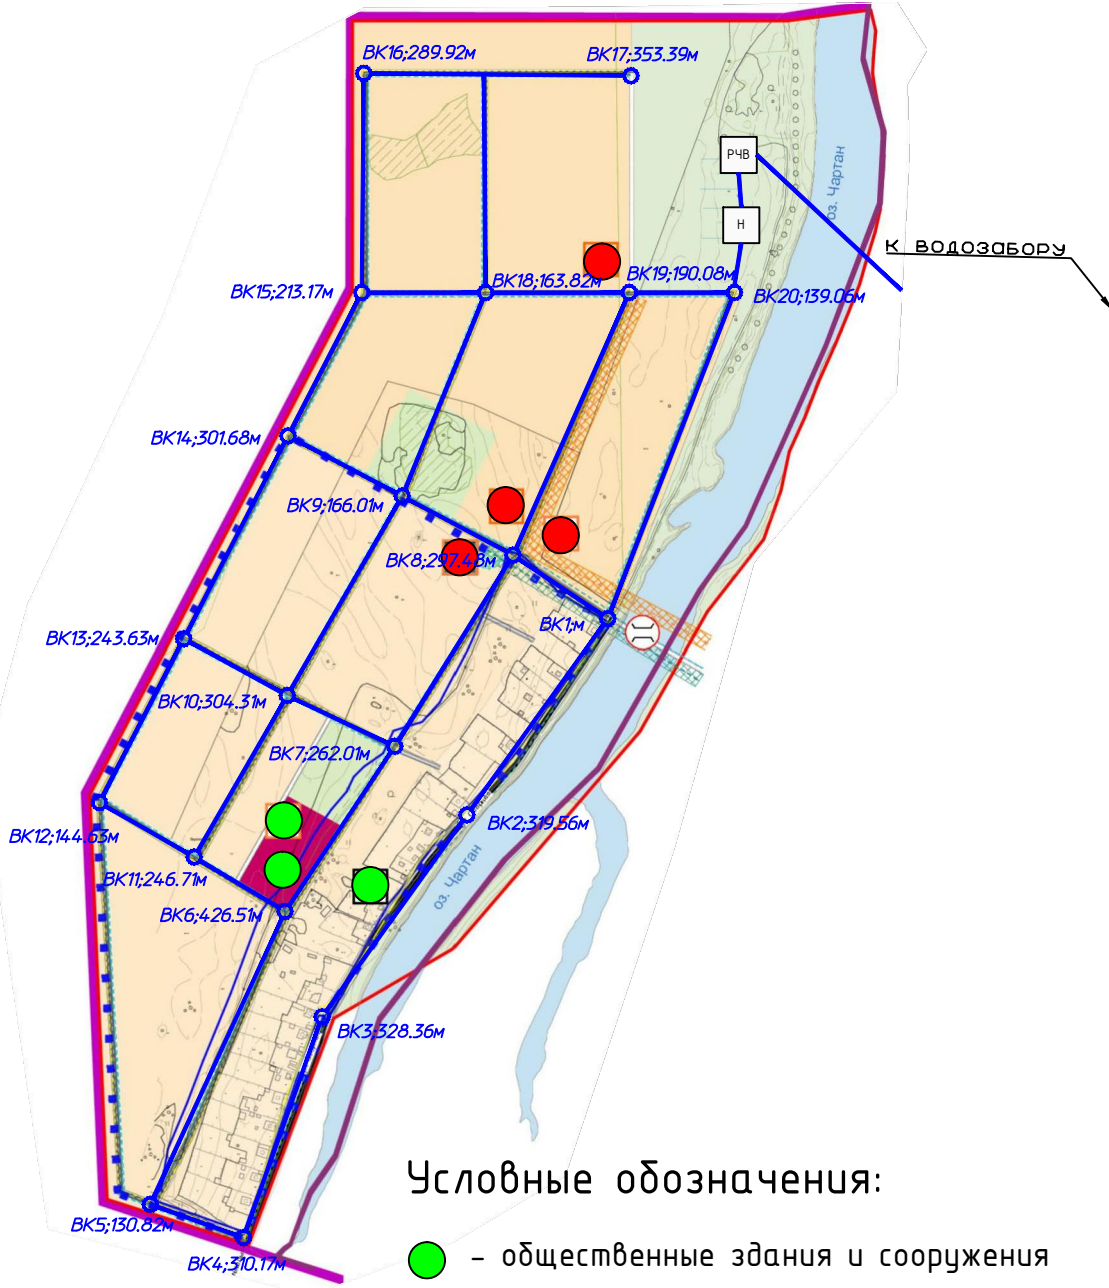 ВК16;289.92м
ВК17;353.39м
РЧВ
оз. Чартан
Н
К ВОДОЗАБОРУ
ВК15;213.17м
ВК18;163.82м
ВК19;190.08м
ВК20;139.06м
ВК14;301.68м
ВК9;166.01м
ВК8;297.48м
ВК1;м
ВК13;243.63м
ВК10;304.31м
ВК7;262.01м
ВК2;319.56м
ВК12;144.63м
оз. Чартан
ВК11;246.71м
ВК6;426.51м
ВК3;328.36м
Условные обозначения:
ВК5;130.82м
ВК4;310.17м
- общественные здания и сооружения